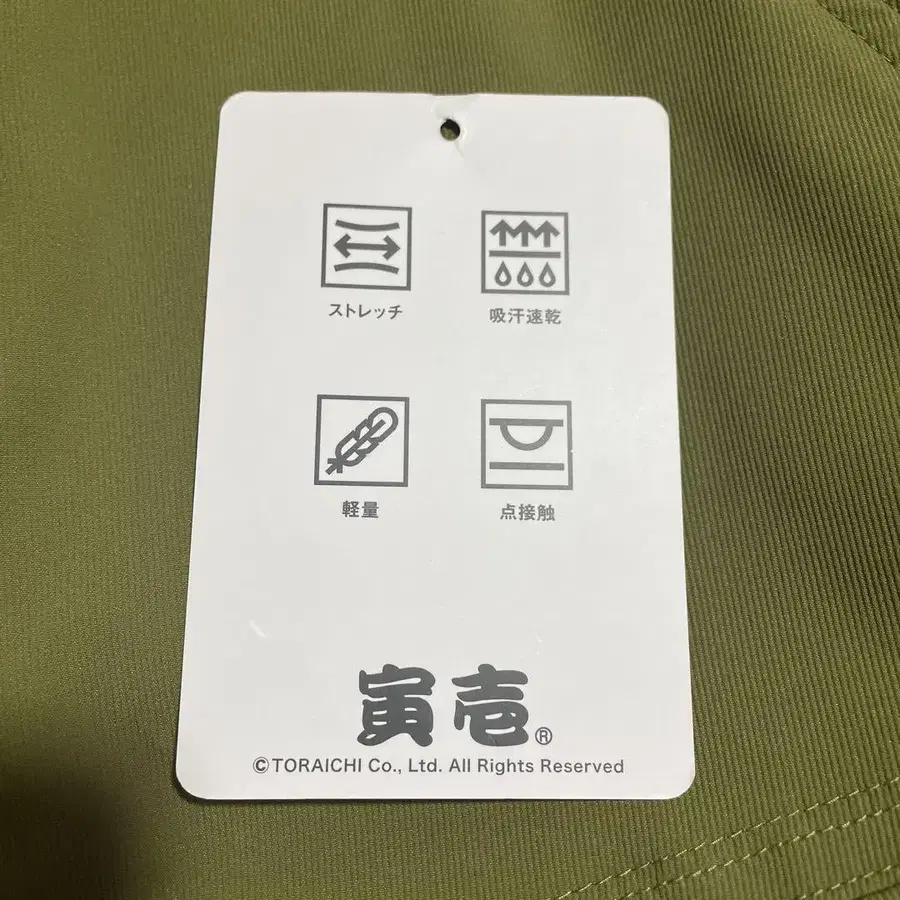 ストレッチ
吸汗速乾
軽量
点接触
寅壱®
©TORAICHI Co., Ltd. All Rights Reserved